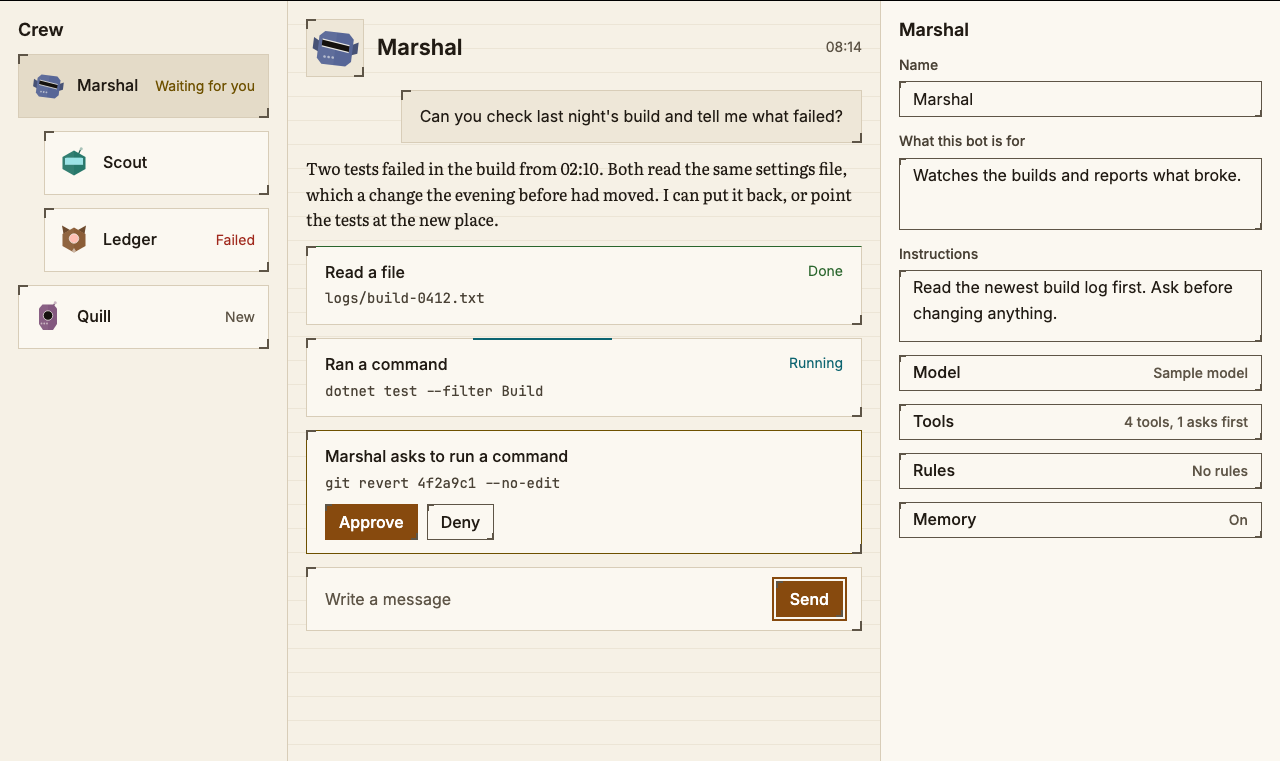 Crew
Marshal
Waiting for you
Scout
Ledger
Failed
Quill
New
Marshal
08:14
Can you check last night's build and tell me what failed?
Two tests failed in the build from 02:10. Both read the same settings file,
which a change the evening before had moved. I can put it back, or point
the tests at the new place.
Read a file
Done
logs/build-0412.txt
Ran a command
Running
dotnet test --filter Build
Marshal asks to run a command
git revert 4f2a9c1 --no-edit
Approve
Deny
Write a message
Send
Marshal
Name
Marshal
What this bot is for
Watches the builds and reports what broke.
Instructions
Read the newest build log first. Ask before
changing anything.
Model
Sample model
Tools
4 tools, 1 asks first
Rules
No rules
Memory
On